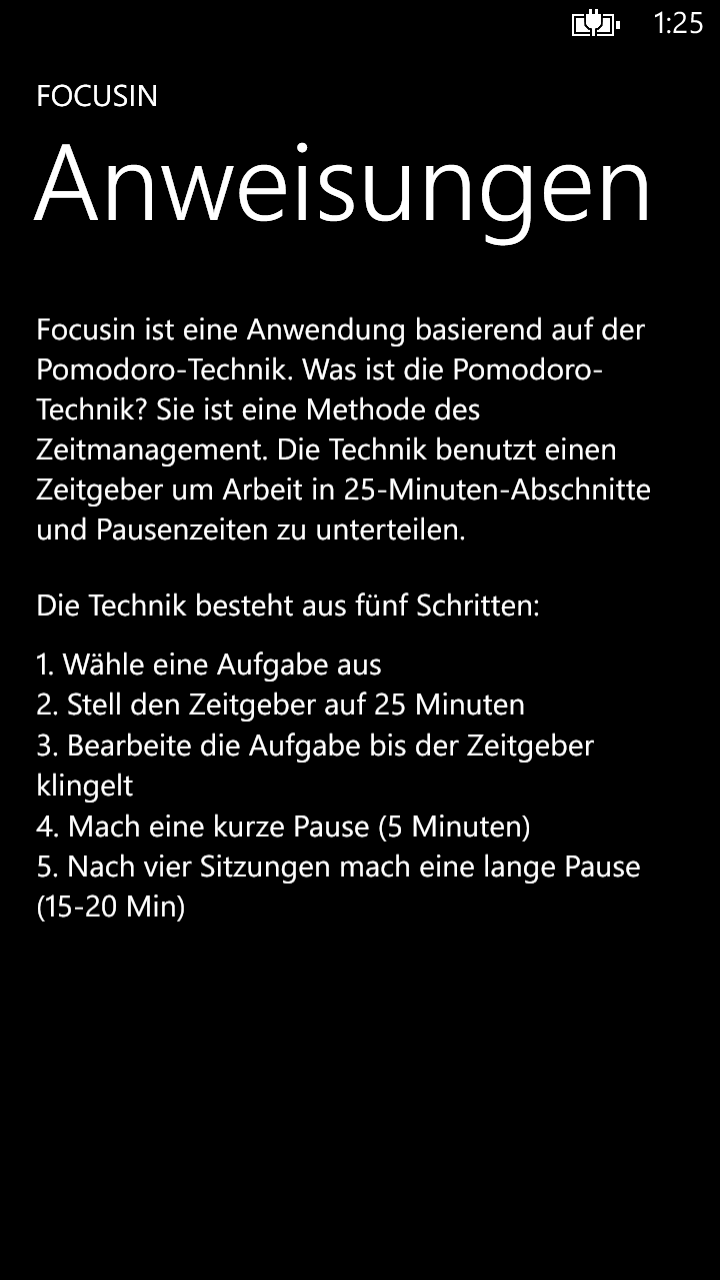 1:25
FOCUSIN
Anweisungen
Focusin ist eine Anwendung basierend auf der
Pomodoro-Technik. Was ist die Pomodoro-
Technik? Sie ist eine Methode des
Zeitmanagement. Die Technik benutzt einen
Zeitgeber um Arbeit in 25-Minuten-Abschnitte
und Pausenzeiten zu unterteilen.
Die Technik besteht aus fünf Schritten:
1. Wähle eine Aufgabe aus
2. Stell den Zeitgeber auf 25 Minuten
3. Bearbeite die Aufgabe bis der Zeitgeber
klingelt
4. Mach eine kurze Pause (5 Minuten)
5. Nach vier Sitzungen mach eine lange Pause
(15-20 Min)